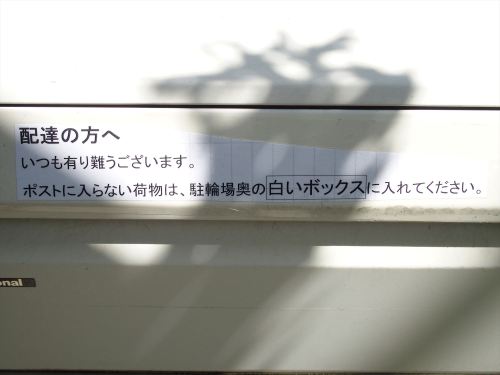 配達の方へ
いつも有り難うございます。
ポストに入らない荷物は、駐輪場奥の白いボックスに入れてください。
onal